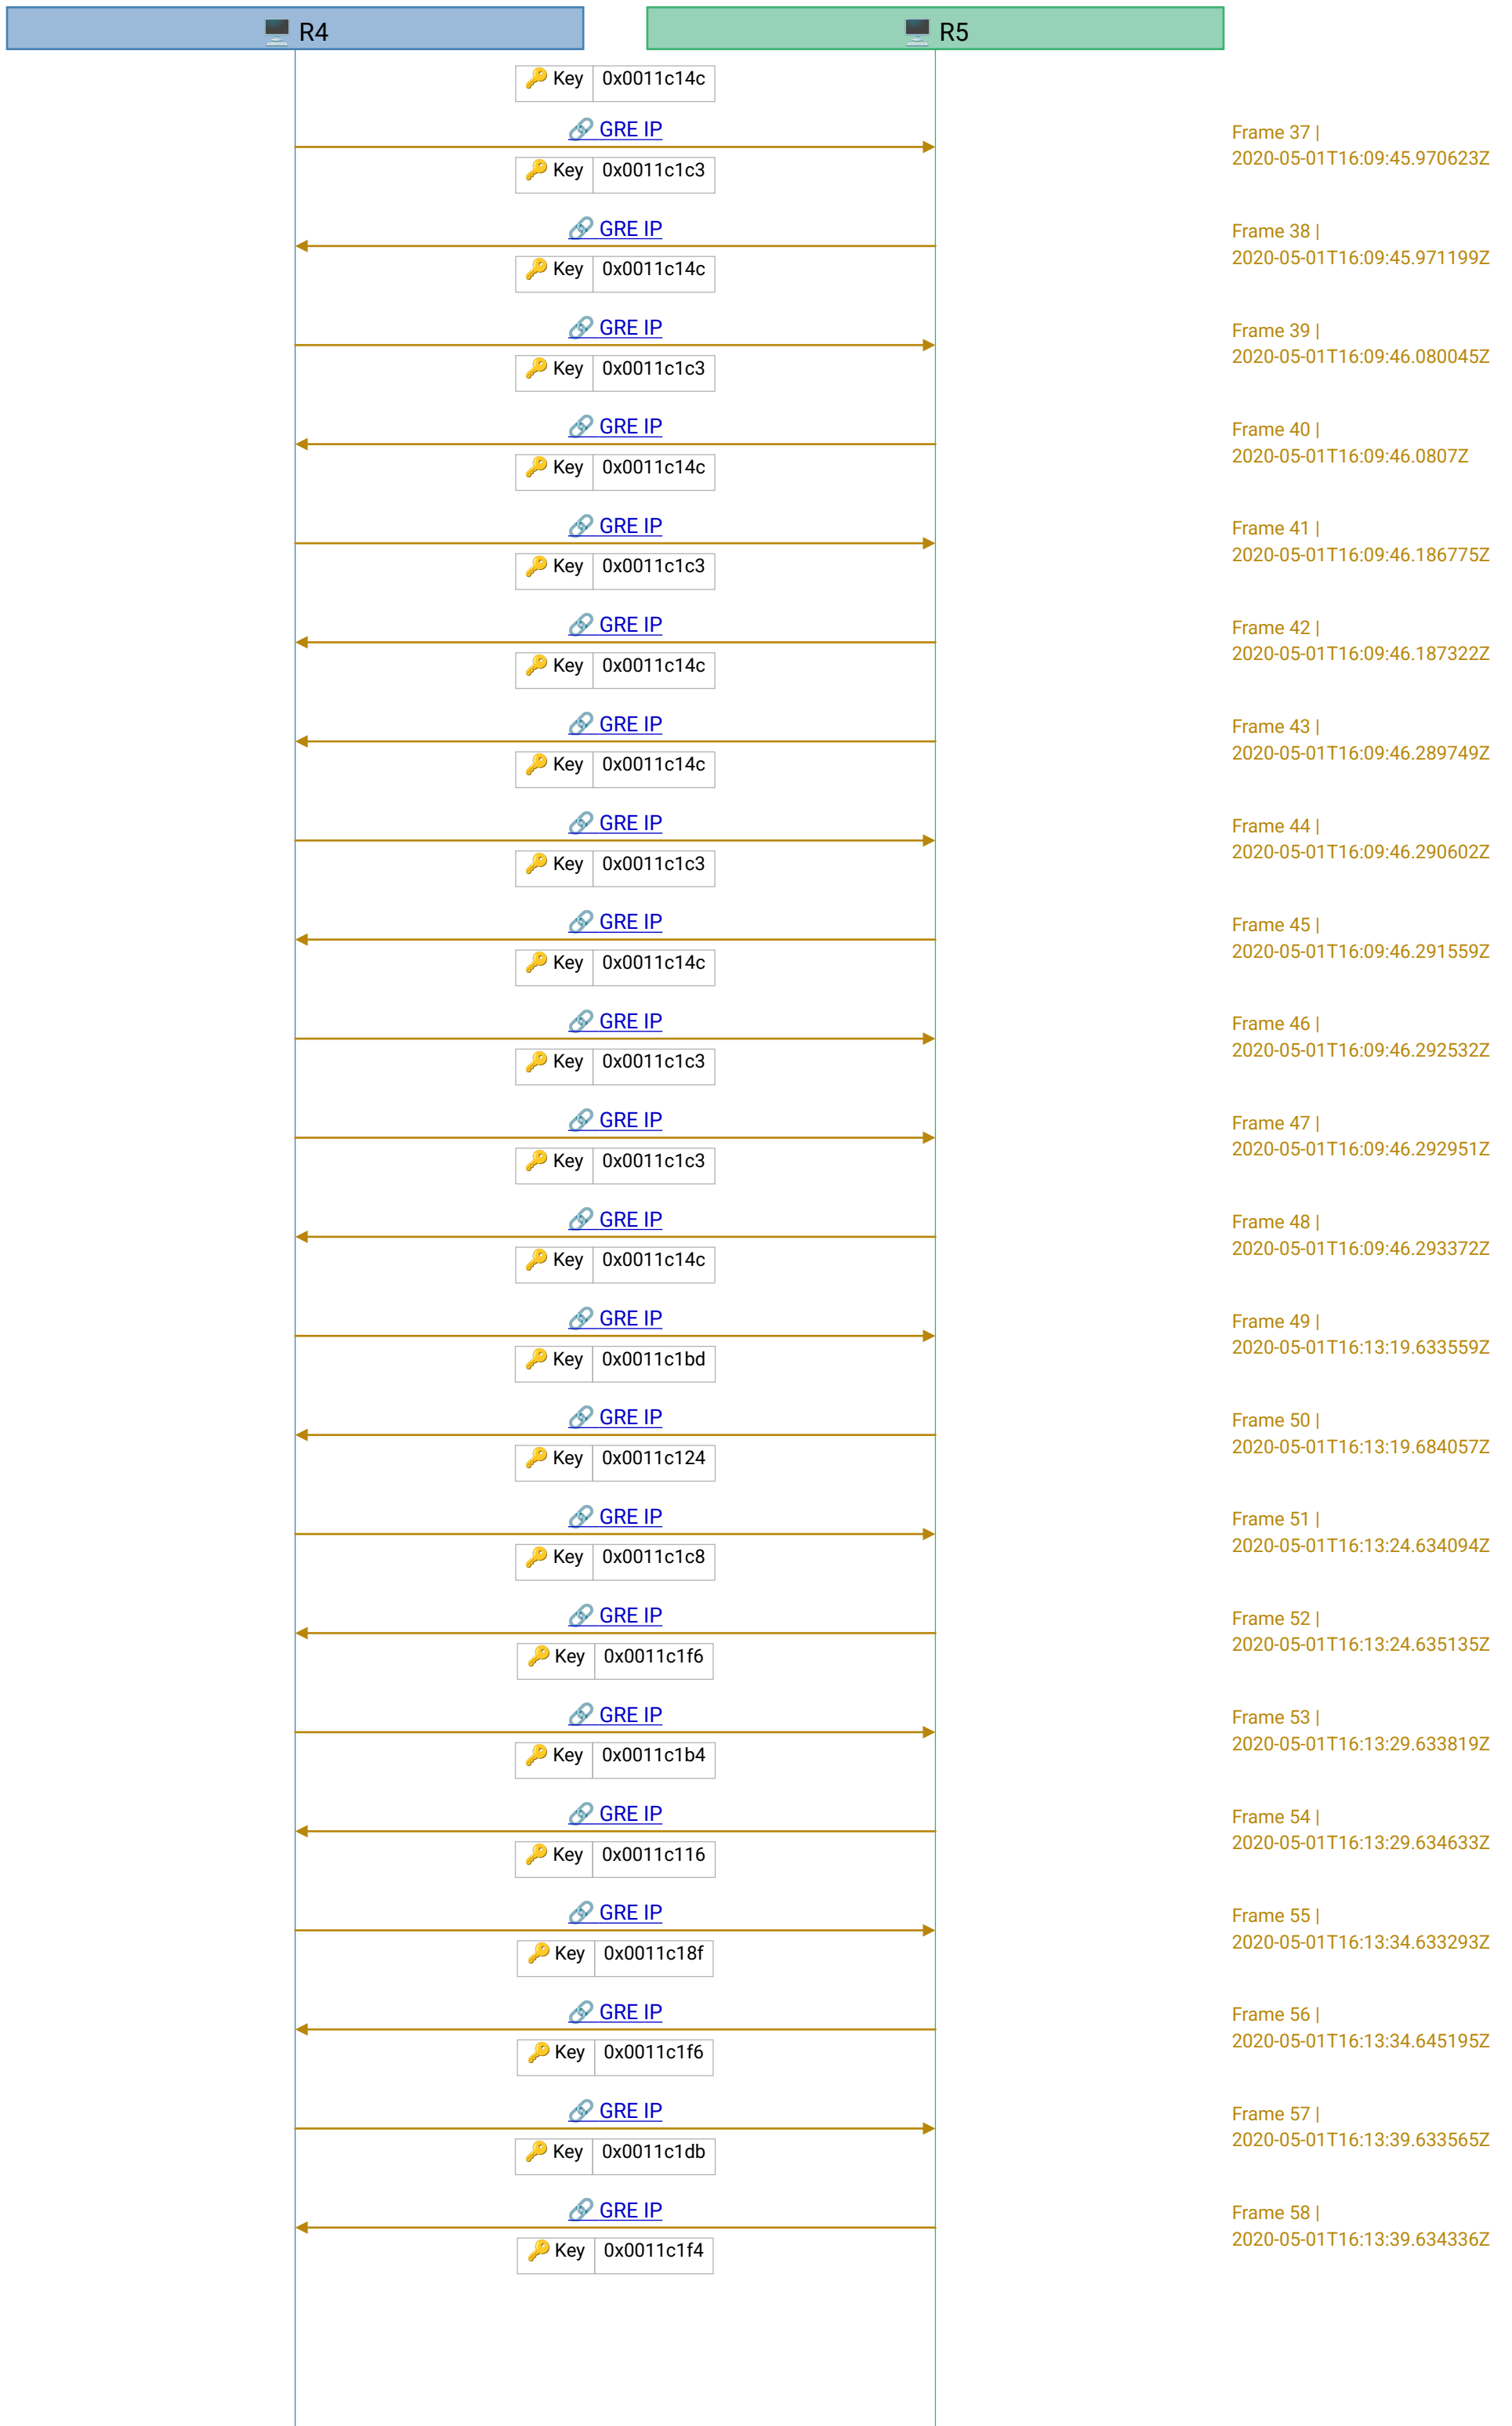 R4
R5
Key 0x0011c14c
GRE IP
Frame 37 |
2020-05-01T16:09:45.970623Z
Key 0x0011c1c3
GRE IP
Frame 38 |
2020-05-01T16:09:45.971199Z
Key 0x0011c14c
GRE IP
Frame 39 |
2020-05-01T16:09:46.080045Z
Key 0x0011c1c3
GRE IP
Frame 40 |
2020-05-01T16:09:46.0807Z
Key 0x0011c14c
GRE IP
Frame 41 |
2020-05-01T16:09:46.186775Z
Key 0x0011c1c3
GRE IP
Frame 42 |
2020-05-01T16:09:46.187322Z
Key 0x0011c14c
GRE IP
Frame 43 |
2020-05-01T16:09:46.289749Z
Key 0x0011c14c
GRE IP
Frame 44 |
2020-05-01T16:09:46.290602Z
Key 0x0011c1c3
GRE IP
Frame 45 |
2020-05-01T16:09:46.291559Z
Key 0x0011c14c
GRE IP
Frame 46 |
2020-05-01T16:09:46.292532Z
Key 0x0011c1c3
GRE IP
Frame 47 |
2020-05-01T16:09:46.292951Z
Key 0x0011c1c3
GRE IP
Frame 48 |
2020-05-01T16:09:46.293372Z
Key 0x0011c14c
GRE IP
Frame 49 |
2020-05-01T16:13:19.633559Z
Key 0x0011c1bd
GRE IP
Frame 50 |
2020-05-01T16:13:19.684057Z
Key 0x0011c124
GRE IP
Frame 51 |
2020-05-01T16:13:24.634094Z
Key 0x0011c1c8
GRE IP
Frame 52 |
2020-05-01T16:13:24.635135Z
Key 0x0011c1f6
GRE IP
Frame 53 |
2020-05-01T16:13:29.633819Z
Key 0x0011c1b4
GRE IP
Frame 54 |
2020-05-01T16:13:29.634633Z
Key 0x0011c116
GRE IP
Frame 55 |
2020-05-01T16:13:34.633293Z
Key 0x0011c18f
GRE IP
Frame 56 |
2020-05-01T16:13:34.645195Z
Key 0x0011c1f6
GRE IP
Frame 57 |
2020-05-01T16:13:39.633565Z
Key 0x0011c1db
GRE IP
Frame 58 |
2020-05-01T16:13:39.634336Z
Key 0x0011c1f4